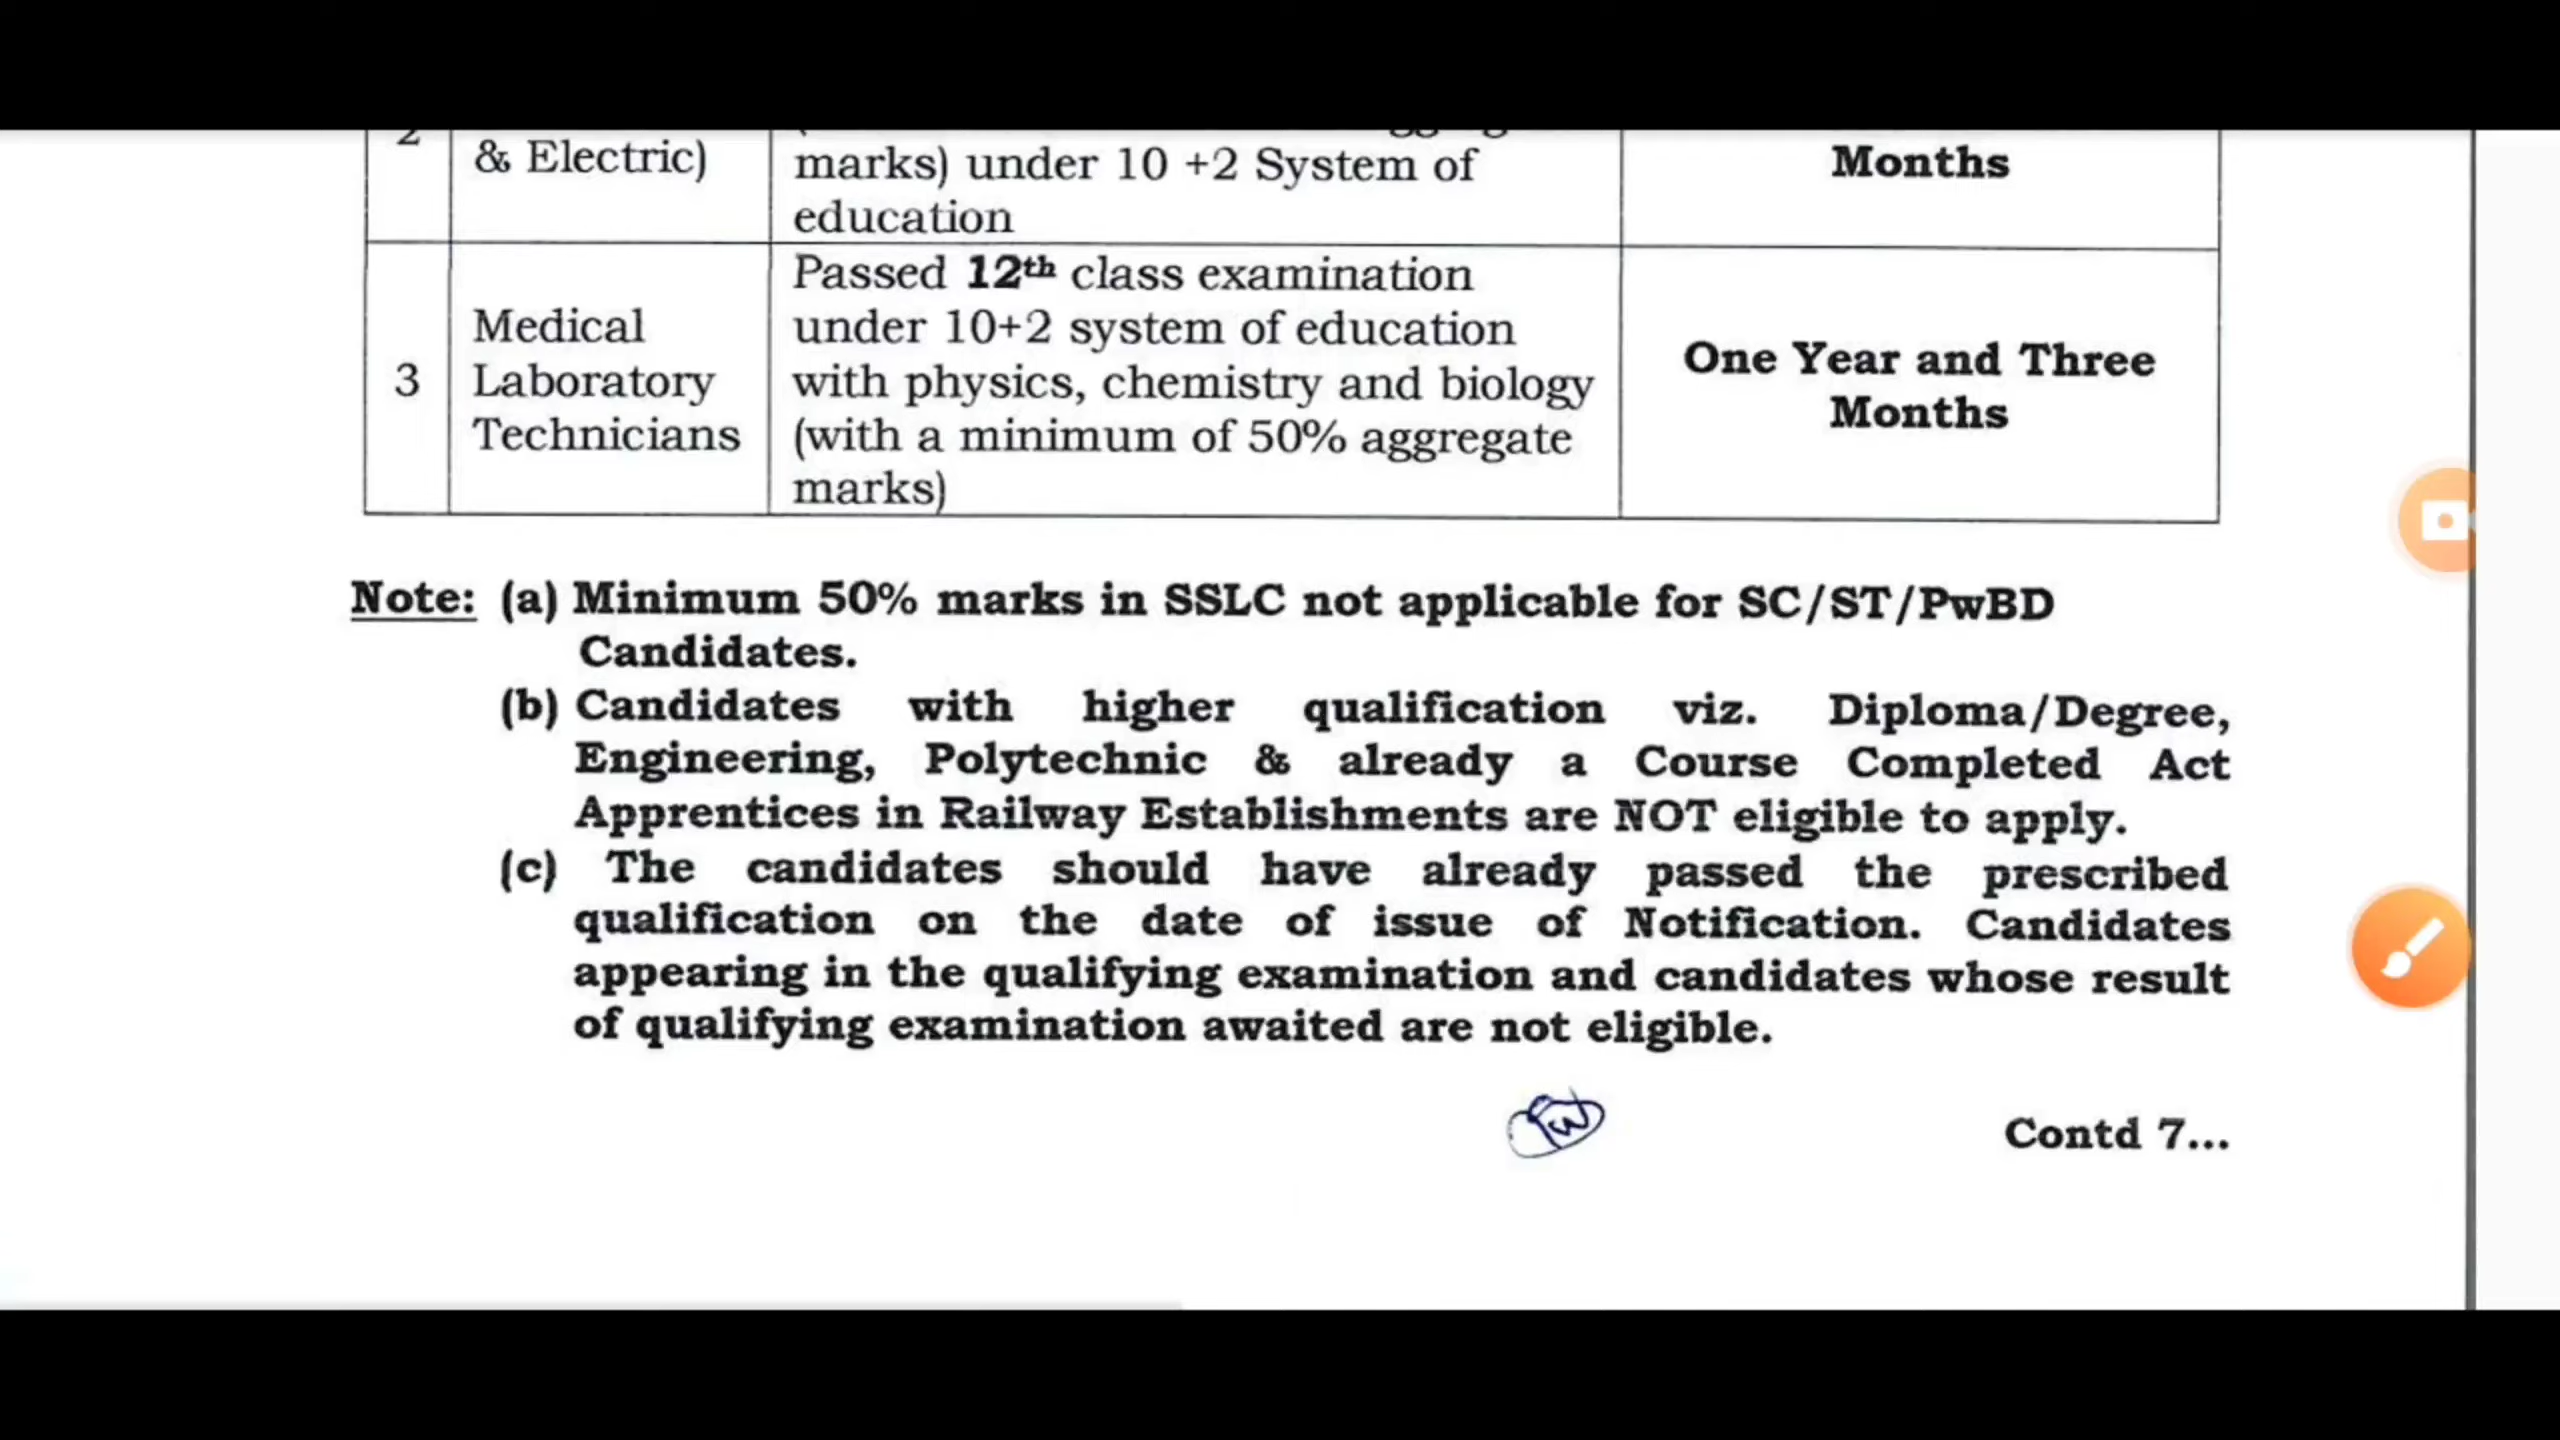 2
& Electric)
marks) under 10 +2 System of
education
Months
3
Medical
Laboratory
Technicians
Passed 12th class examination
under 10+2 system of education
with physics, chemistry and biology
(with a minimum of 50% aggregate
marks)
One Year and Three
Months
Note: (a) Minimum 50% marks in SSLC not applicable for SC/ST/PwBD
Candidates.
(b) Candidates with higher qualification viz. Diploma/Degree,
Engineering, Polytechnic & already a Course Completed Act
Apprentices in Railway Establishments are NOT eligible to apply.
(c) The candidates should have already passed the prescribed
qualification on the date of issue of Notification. Candidates
appearing in the qualifying examination and candidates whose result
of qualifying examination awaited are not eligible.
Contd 7...